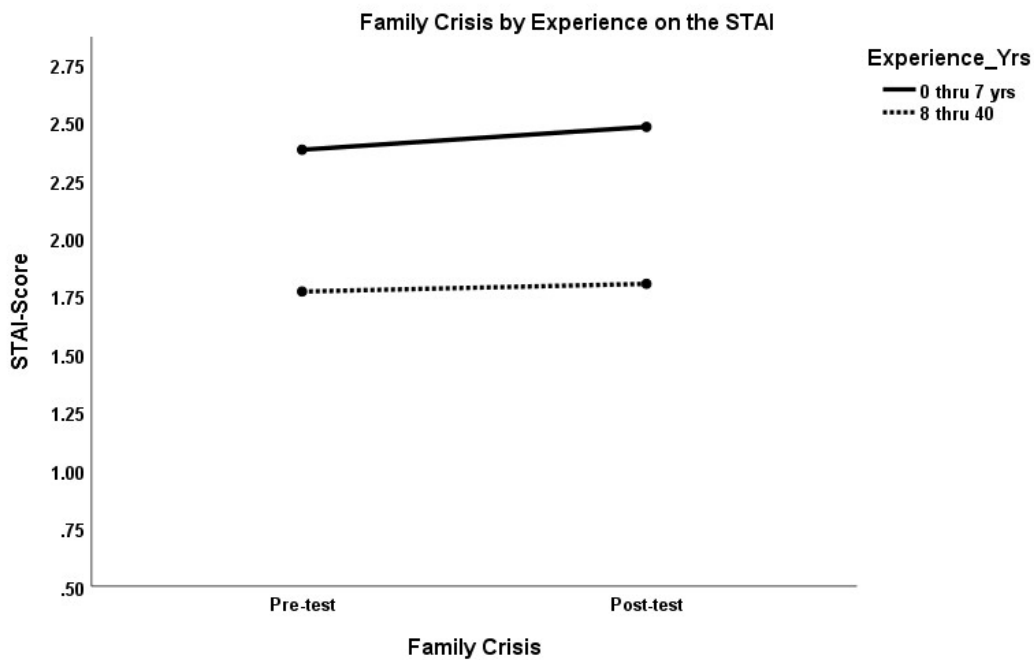 Family Crisis by Experience on the STAI
Experience_Yrs
0 thru 7 yrs
8 thru 40
STAI-Score
2.75
2.50
2.25
2.00
1.75
1.50
1.25
1.00
.75
.50
Pre-test
Post-test
Family Crisis